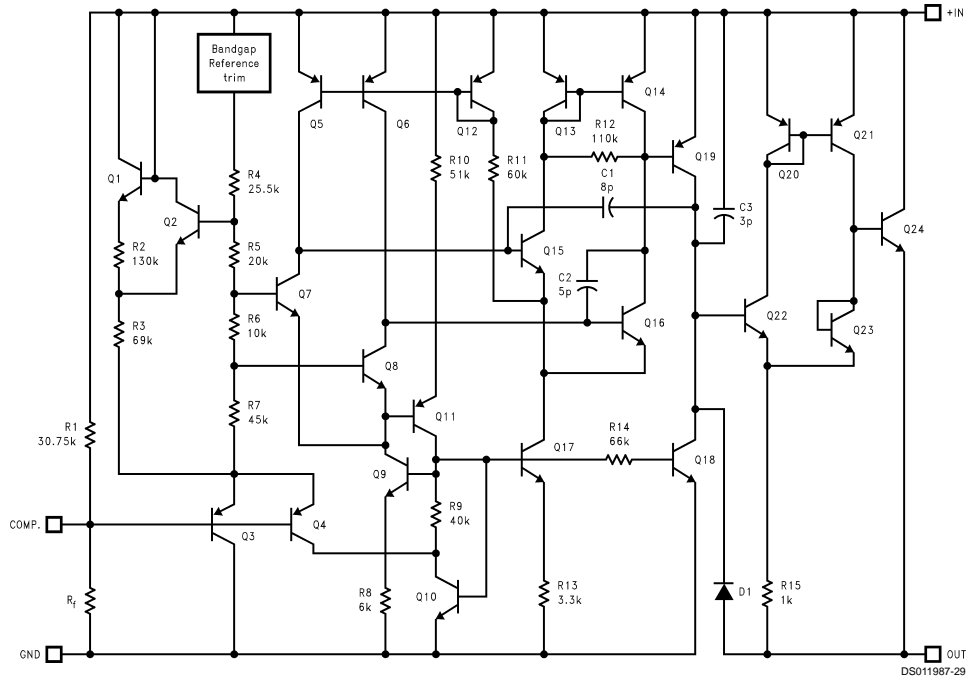 +IN
Bandgap
Reference
trim
Q5
Q6
Q12
Q13
Q14
R12
110k
Q19
Q20
Q21
Q1
Q2
R4
25.5k
R10
51k
R11
60k
C1
8p
C3
3p
Q24
R2
130k
R5
20k
Q15
C2
5p
Q7
Q16
Q22
Q23
R3
69k
R6
10k
Q8
R1
30.75k
R7
45k
Q11
Q17
R14
66k
Q18
Q9
R9
40k
COMP.
Q3
Q4
Rf
R8
6k
Q10
R13
3.3k
D1
R15
1k
GND
OUT
DS011987-29